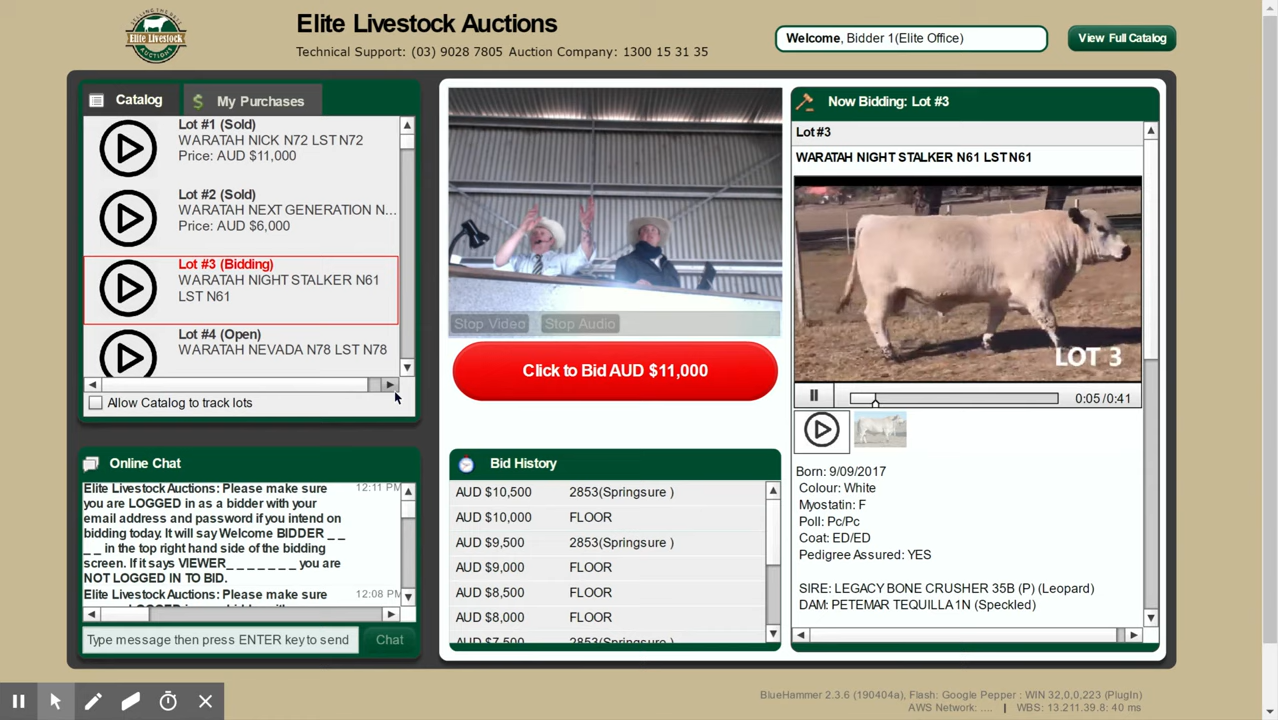 Elite Livestock
AUCTIONS
Elite Livestock Auctions
Technical Support: (03) 9028 7805 Auction Company: 1300 15 31 35
Welcome, Bidder 1(Elite Office)
View Full Catalog
Catalog
My Purchases
Lot #1 (Sold)
WARATAH NICK N72 LST N72
Price: AUD $11,000
Lot #2 (Sold)
WARATAH NEXT GENERATION N...
Price: AUD $6,000
Lot #3 (Bidding)
WARATAH NIGHT STALKER N61
LST N61
Lot #4 (Open)
WARATAH NEVADA N78 LST N78
Allow Catalog to track lots
Online Chat
Elite Livestock Auctions: Please make sure 12:11 PM
you are LOGGED in as a bidder with your
email address and password if you intend on
bidding today. It will say Welcome BIDDER _ _
_ _ in the top right hand side of the bidding
screen. If it says VIEWER_ _ _ _ _ _ _ you are
NOT LOGGED IN TO BID.
Elite Livestock Auctions: Please make sure 12:08 PM
Type message then press ENTER key to send
Chat
Stop Video
Stop Audio
Click to Bid AUD $11,000
Bid History
AUD $10,500 2853(Springsure )
AUD $10,000 FLOOR
AUD $9,500 2853(Springsure )
AUD $9,000 FLOOR
AUD $8,500 FLOOR
AUD $8,000 FLOOR
AUD $7,500 2853(Springsure )
Now Bidding: Lot #3
Lot #3
WARATAH NIGHT STALKER N61 LST N61
LOT 3
0:05 / 0:41
Born: 9/09/2017
Colour: White
Myostatin: F
Poll: Pc/Pc
Coat: ED/ED
Pedigree Assured: YES
SIRE: LEGACY BONE CRUSHER 35B (P) (Leopard)
DAM: PETEMAR TEQUILLA 1N (Speckled)
BlueHammer 2.3.6 (190404a), Flash: Google Pepper : WIN 32,0,0,223 (PlugIn)
AWS Network: .... | WBS: 13.211.39.8: 40 ms